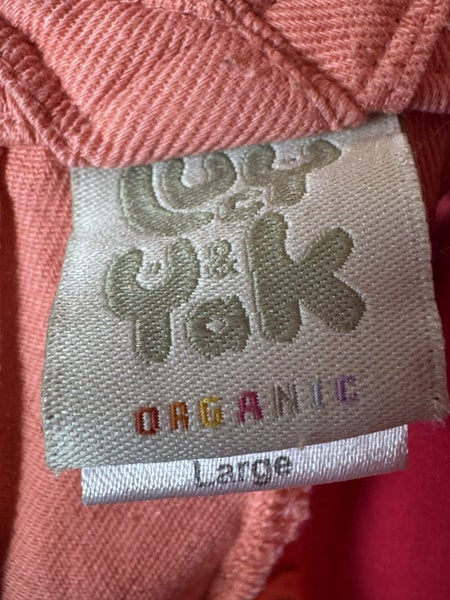 Lucy
&
Yak
ORGANIC
Large